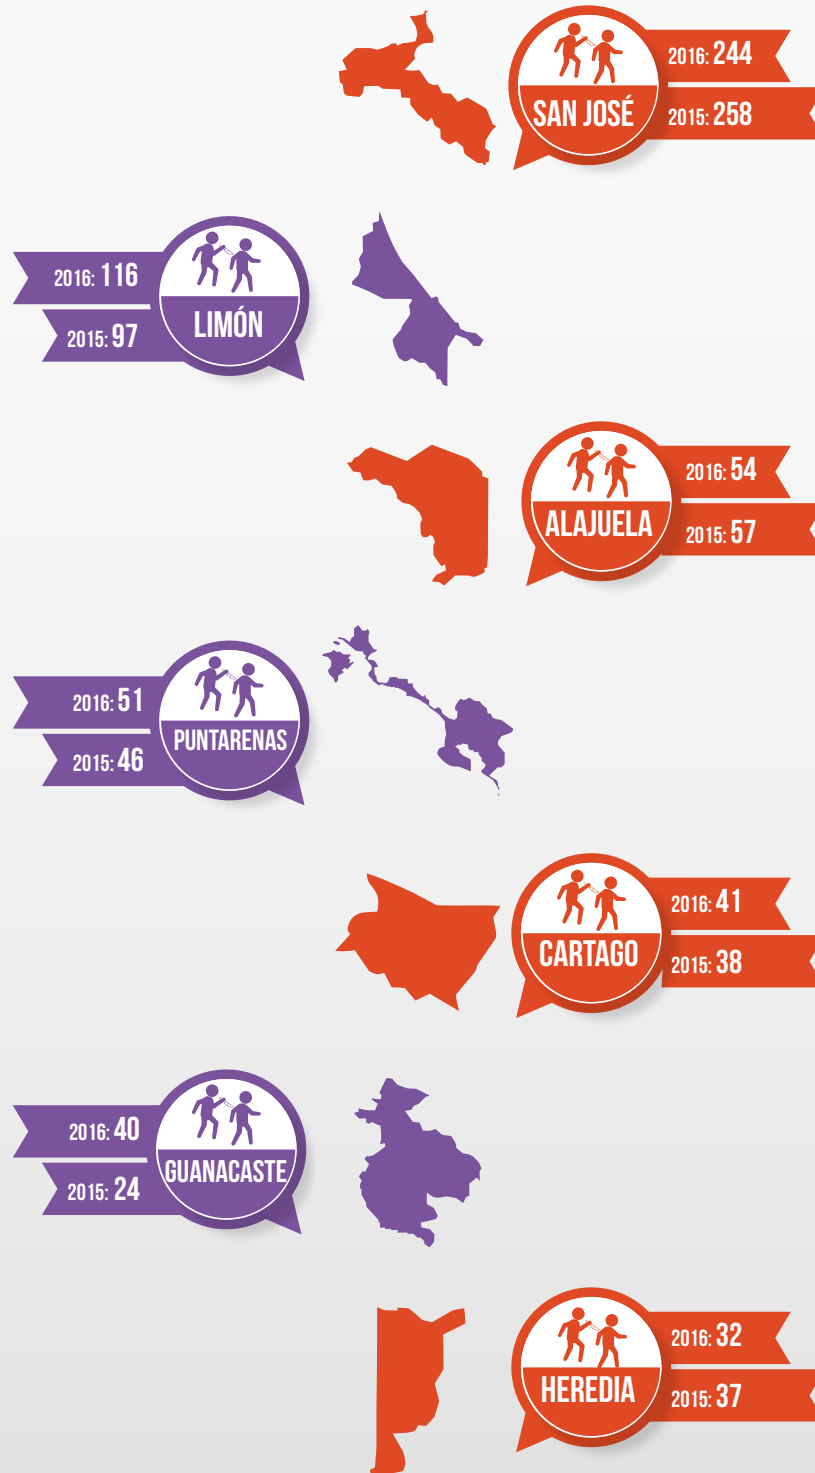 2016: 244
SAN JOSÉ
2015: 258
2016: 116
LIMÓN
2015: 97
2016: 54
ALAJUELA
2015: 57
2016: 51
PUNTARENAS
2015: 46
2016: 41
CARTAGO
2015: 38
2016: 40
GUANACASTE
2015: 24
2016: 32
HEREDIA
2015: 37